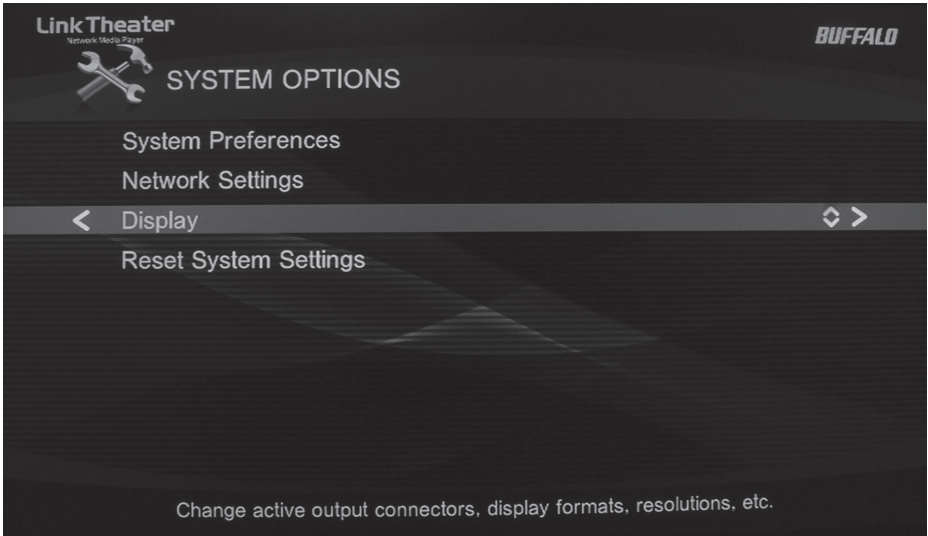 LinkTheater
Network Media Player
BUFFALO
SYSTEM OPTIONS
System Preferences
Network Settings
Display
Reset System Settings
Change active output connectors, display formats, resolutions, etc.